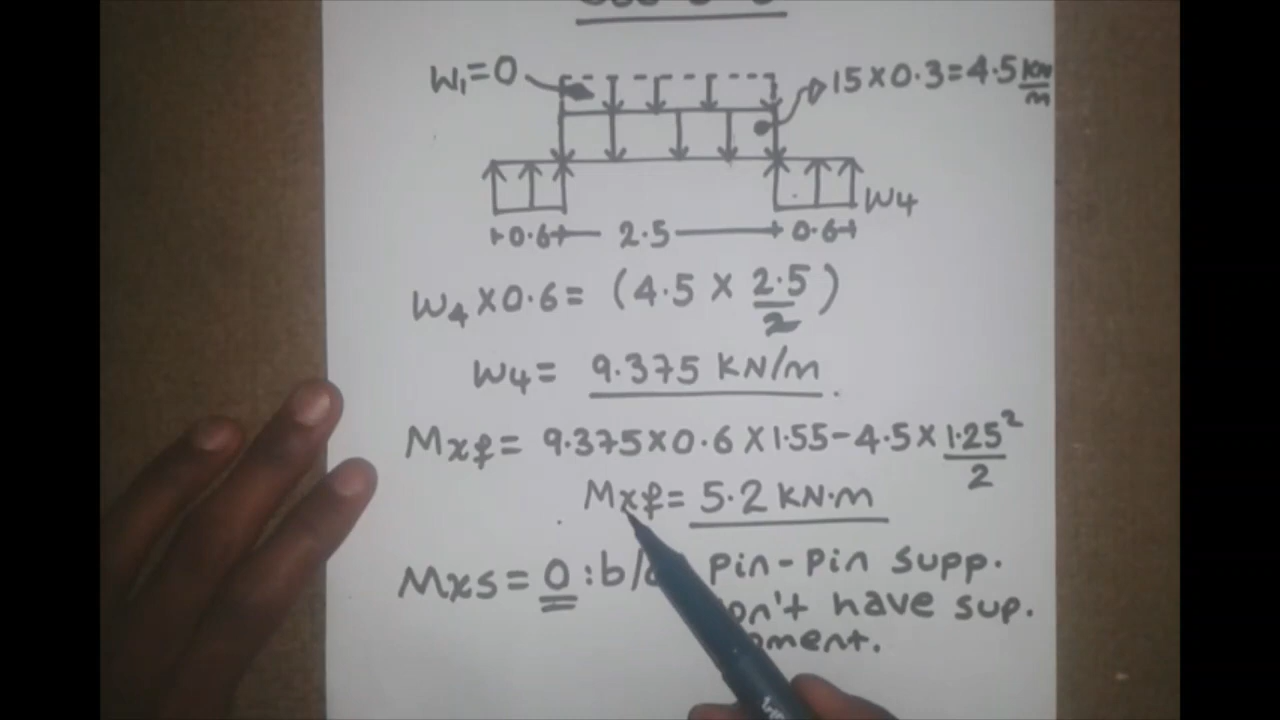 W₁=0
15×0.3=4.5 KN/m
W4
0.6 2.5 0.6
W4 ×0.6= (4.5 × 2.5/2)
W4= 9.375 KN/m.
Mxf= 9.375×0.6×1.55-4.5×1.25²/2
Mxf= 5.2 KN·m
Mxs=0:b/ pin-pin supp.
have sup.